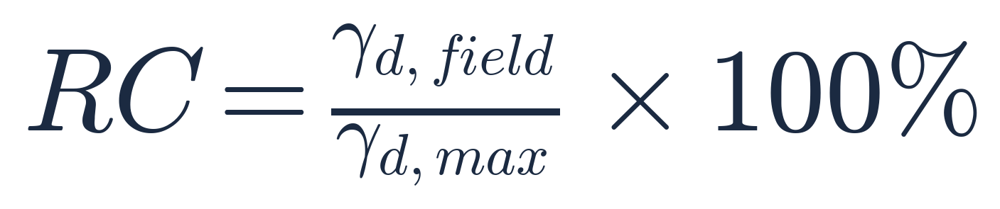 RC = γd, field / γd, max × 100%